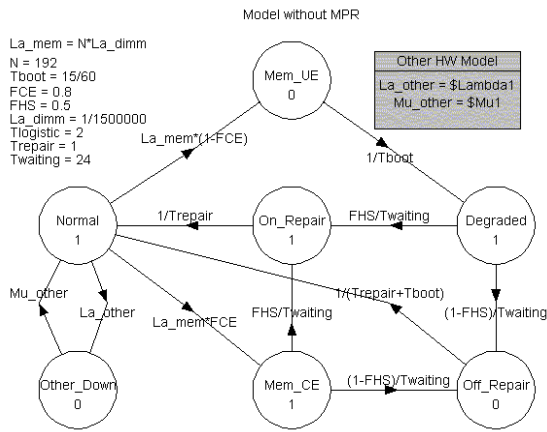 Model without MPR
La_mem = N*La_dimm
N = 192
Tboot = 15/60
FCE = 0.8
FHS = 0.5
La_dimm = 1/1500000
Tlogistic = 2
Trepair = 1
Twaiting = 24
Mem_UE
0
Other HW Model
La_other = $Lambda1
Mu_other = $Mu1
La_mem*(1-FCE)
1/Tboot
Normal
1
1/Trepair
On_Repair
1
FHS/Twaiting
Degraded
1
Mu_other
La_other
La_mem*FCE
FHS/Twaiting
1/(Trepair+Tboot)
(1-FHS)/Twaiting
Other_Down
0
Mem_CE
1
(1-FHS)/Twaiting
Off_Repair
0